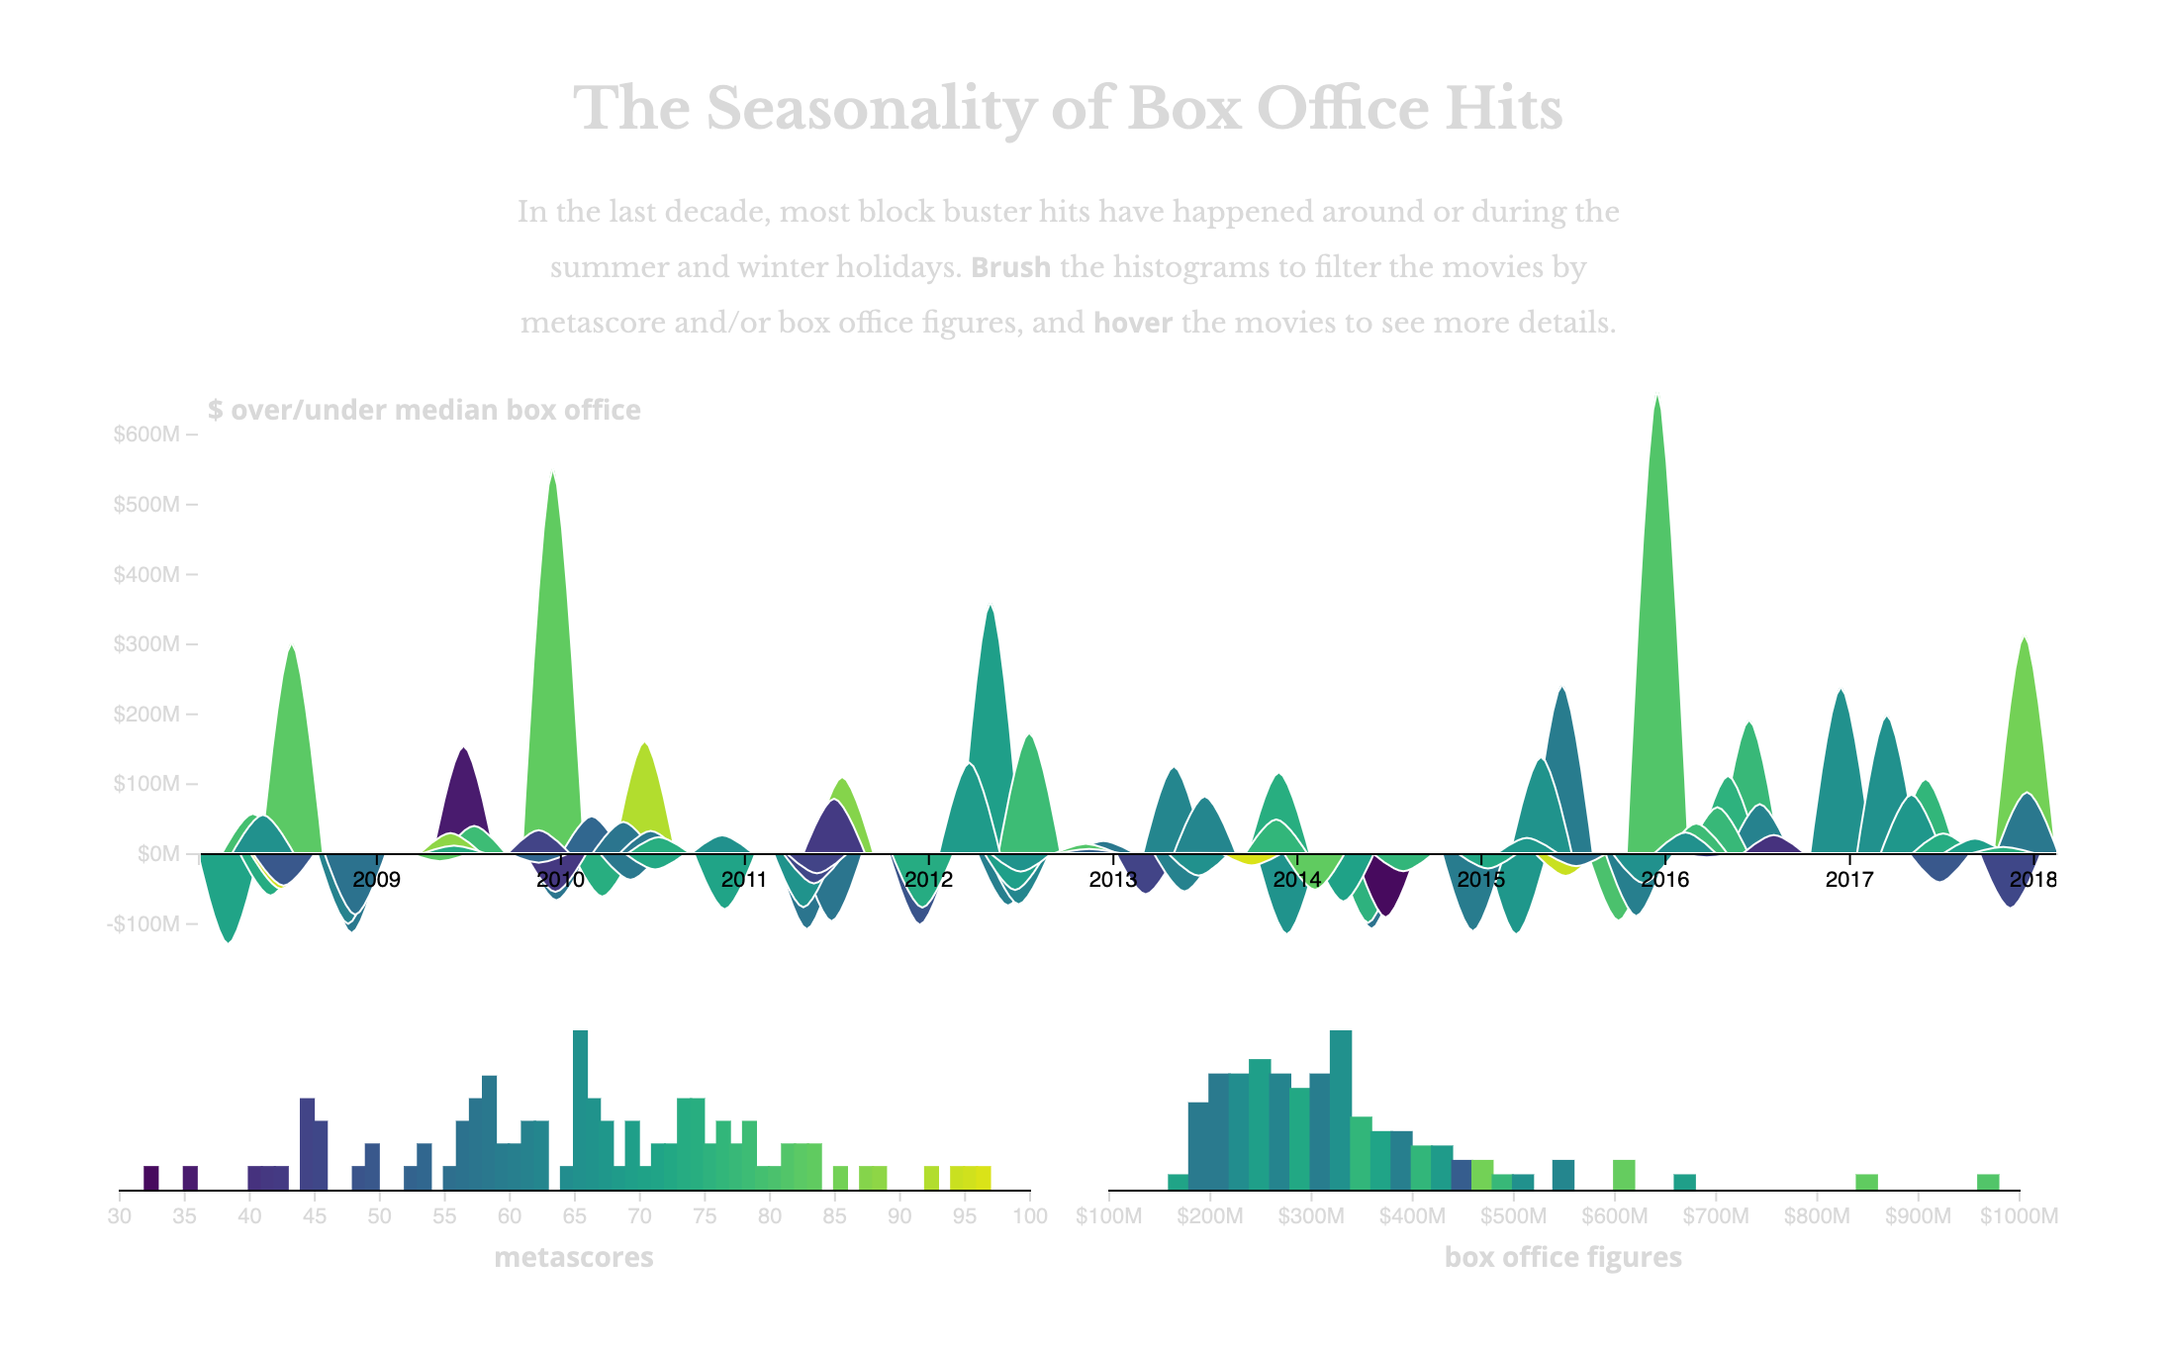 The Seasonality of Box Office Hits
In the last decade, most block buster hits have happened around or during the
summer and winter holidays. Brush the histograms to filter the movies by
metascore and/or box office figures, and hover the movies to see more details.
$ over/under median box office
$600M
$500M
$400M
$300M
$200M
$100M
$0M
-$100M
2009 2010 2011 2012 2013 2014 2015 2016 2017 2018
30 35 40 45 50 55 60 65 70 75 80 85 90 95 100
metascores
$100M $200M $300M $400M $500M $600M $700M $800M $900M $1000M
box office figures